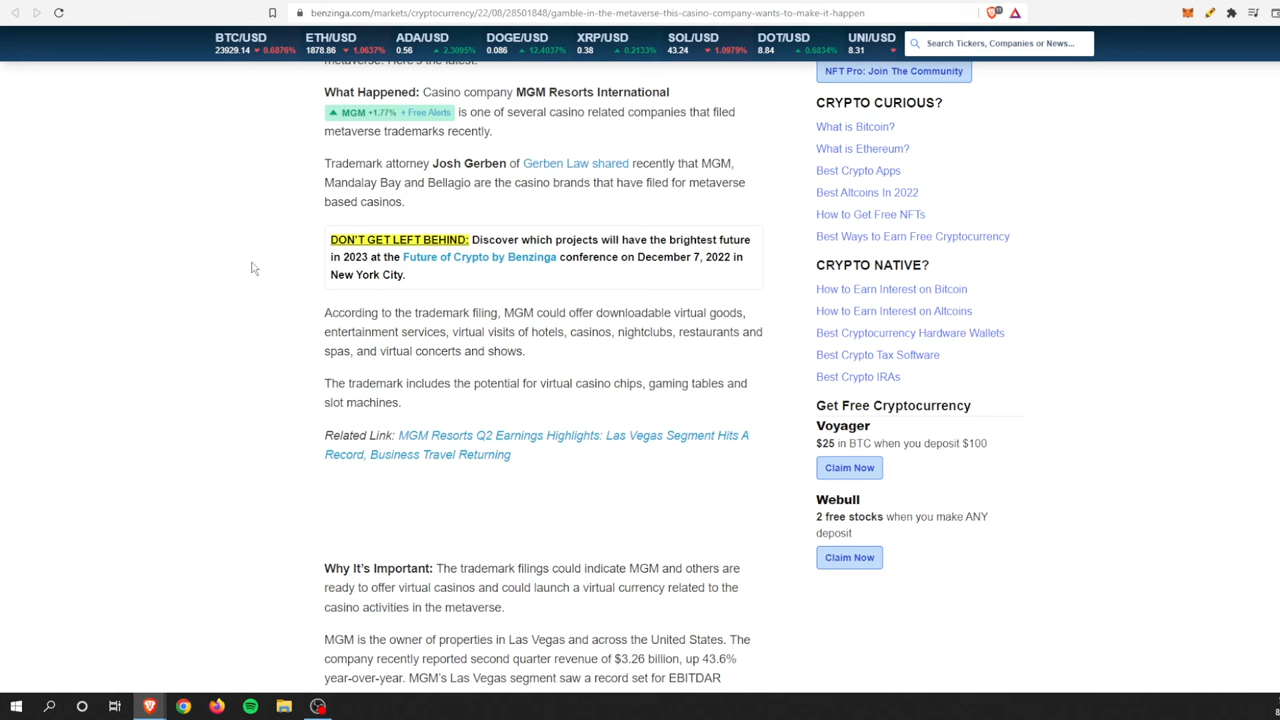 benzinga.com/markets/cryptocurrency/22/08/28501848/gamble-in-the-metaverse-this-casino-company-wants-to-make-it-happen
BTC/USD ETH/USD ADA/USD DOGE/USD XRP/USD SOL/USD DOT/USD UNI/USD
23929.14 ▼ 0.6876% 1878.86 ▼ 1.0637% 0.56 ▲ 2.3095% 0.086 ▲ 12.4037% 0.38 ▲ 0.2133% 43.24 ▼ 1.0979% 8.84 ▲ 0.6834% 8.31 ▼
Search Tickers, Companies or News...
metaverse. Here's the latest.
What Happened: Casino company MGM Resorts International
▲ MGM +1.77% + Free Alerts is one of several casino related companies that filed
metaverse trademarks recently.
Trademark attorney Josh Gerben of Gerben Law shared recently that MGM,
Mandalay Bay and Bellagio are the casino brands that have filed for metaverse
based casinos.
DON'T GET LEFT BEHIND: Discover which projects will have the brightest future
in 2023 at the Future of Crypto by Benzinga conference on December 7, 2022 in
New York City.
According to the trademark filing, MGM could offer downloadable virtual goods,
entertainment services, virtual visits of hotels, casinos, nightclubs, restaurants and
spas, and virtual concerts and shows.
The trademark includes the potential for virtual casino chips, gaming tables and
slot machines.
Related Link: MGM Resorts Q2 Earnings Highlights: Las Vegas Segment Hits A
Record, Business Travel Returning
Why It's Important: The trademark filings could indicate MGM and others are
ready to offer virtual casinos and could launch a virtual currency related to the
casino activities in the metaverse.
MGM is the owner of properties in Las Vegas and across the United States. The
company recently reported second quarter revenue of $3.26 billion, up 43.6%
year-over-year. MGM's Las Vegas segment saw a record set for EBITDAR
NFT Pro: Join The Community
CRYPTO CURIOUS?
What is Bitcoin?
What is Ethereum?
Best Crypto Apps
Best Altcoins In 2022
How to Get Free NFTs
Best Ways to Earn Free Cryptocurrency
CRYPTO NATIVE?
How to Earn Interest on Bitcoin
How to Earn Interest on Altcoins
Best Cryptocurrency Hardware Wallets
Best Crypto Tax Software
Best Crypto IRAs
Get Free Cryptocurrency
Voyager
$25 in BTC when you deposit $100
Claim Now
Webull
2 free stocks when you make ANY
deposit
Claim Now